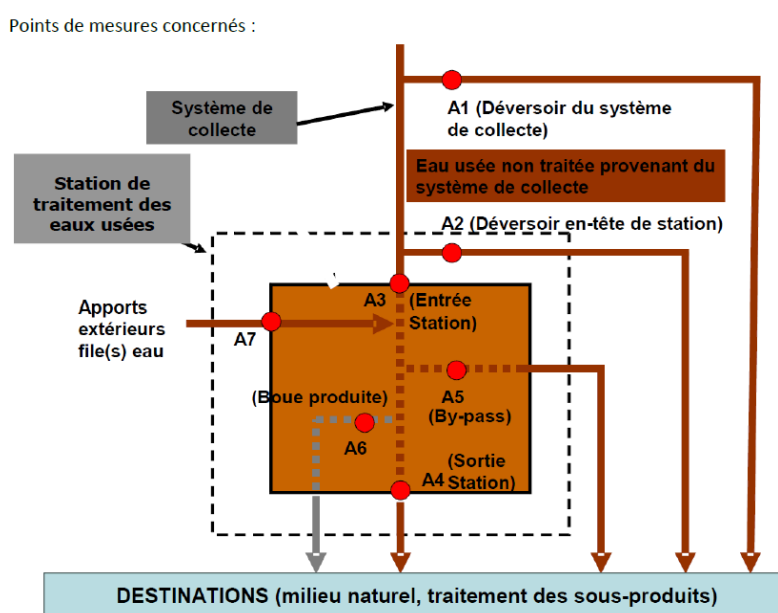 Points de mesures concernés :
Système de
collecte
A1 (Déversoir du système
de collecte)
Eau usée non traitée provenant du
système de collecte
Station de
traitement des
eaux usées
A2 (Déversoir en-tête de station)
A3 (Entrée
Station)
Apports
extérieurs
file(s) eau
A7
(Boue produite)
A5
(By-pass)
A6
(Sortie
A4 Station)
DESTINATIONS (milieu naturel, traitement des sous-produits)